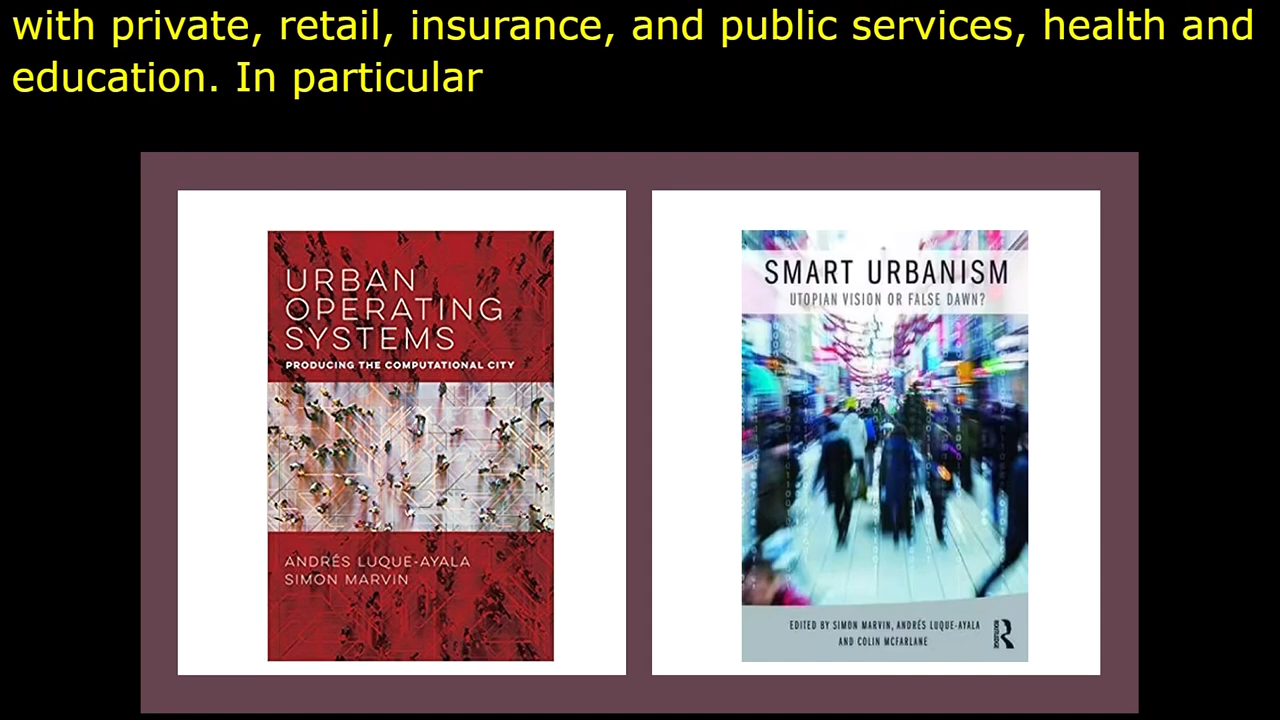 with private, retail, insurance, and public services, health and
education. In particular
URBAN
OPERATING
SYSTEMS
PRODUCING THE COMPUTATIONAL CITY
ANDRÉS LUQUE-AYALA
SIMON MARVIN
SMART URBANISM
UTOPIAN VISION OR FALSE DAWN?
EDITED BY SIMON MARVIN, ANDRÉS LUQUE-AYALA
AND COLIN MCFARLANE
R
ROUTLEDGE